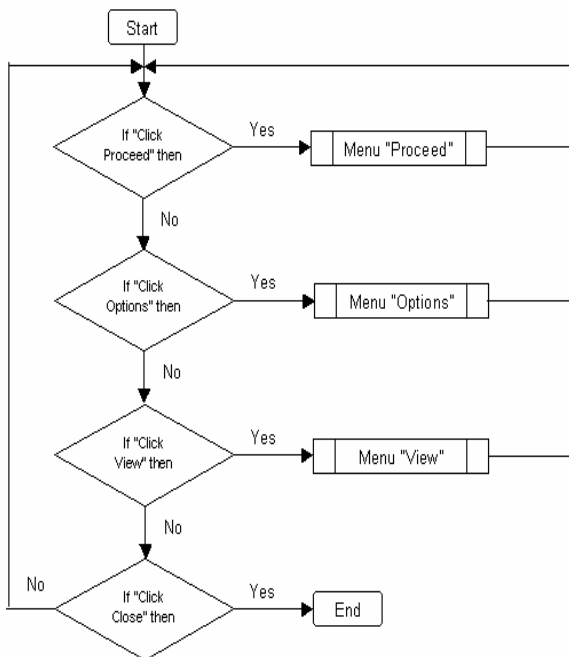 Start
If "Click
Proceed" then
Yes
Menu "Proceed"
No
If "Click
Options" then
Yes
Menu "Options"
No
If "Click
View" then
Yes
Menu "View"
No
If "Click
Close" then
No
Yes
End